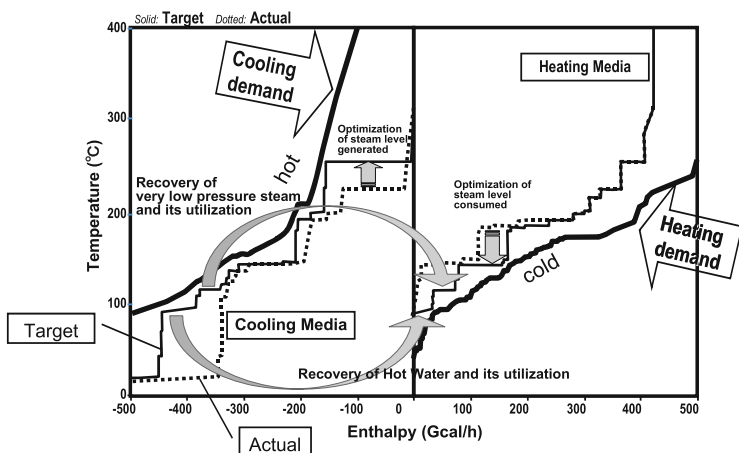 Solid: Target Dotted: Actual
400
300
200
100
0
Temperature (℃)
Cooling
demand
hot
Optimization
of steam level
generated
Recovery of
very low pressure steam
and its utilization
Cooling Media
Target
Actual
Heating Media
Optimization
of steam level
consumed
Heating
demand
cold
Recovery of Hot Water and its utilization
-500 -400 -300 -200 -100 0 100 200 300 400 500
Enthalpy (Gcal/h)